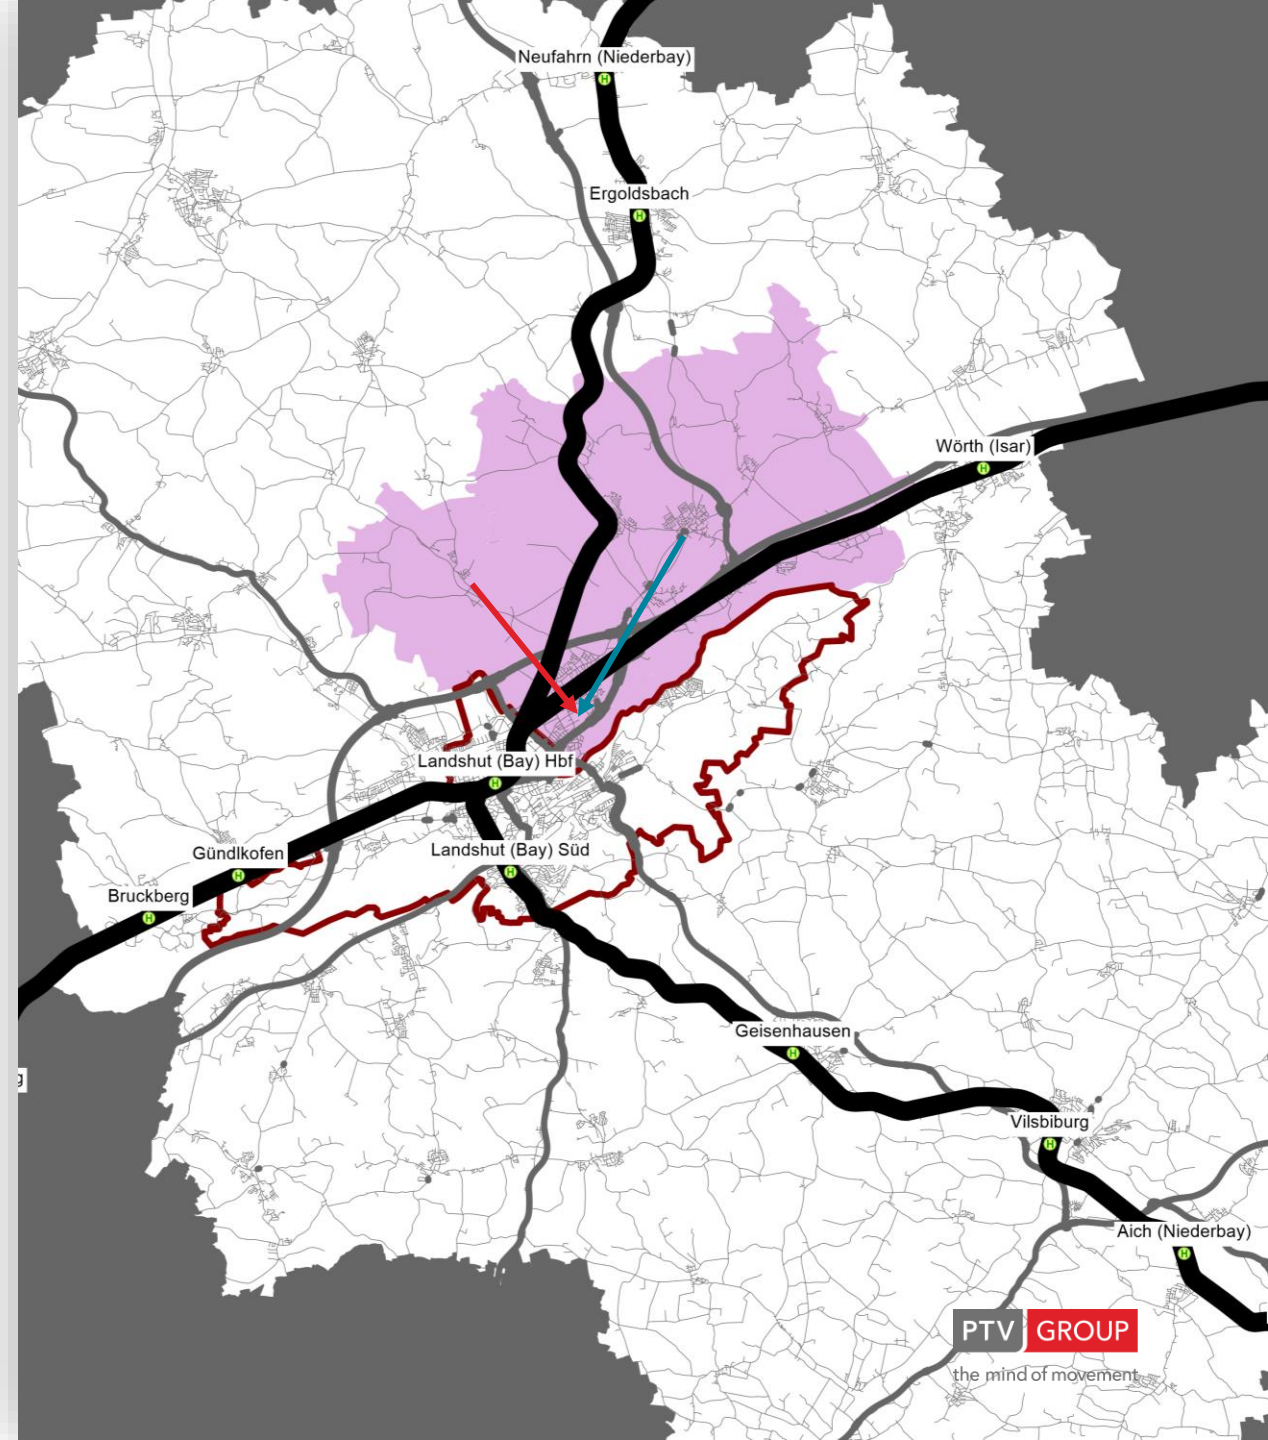 Neufahrn (Niederbay)
Ergoldsbach
Wörth (Isar)
Landshut (Bay) Hbf
Landshut (Bay) Süd
Gündlkofen
Bruckberg
Geisenhausen
g
Vilsbiburg
Aich (Niederbay)
PTV GROUP
the mind of movement